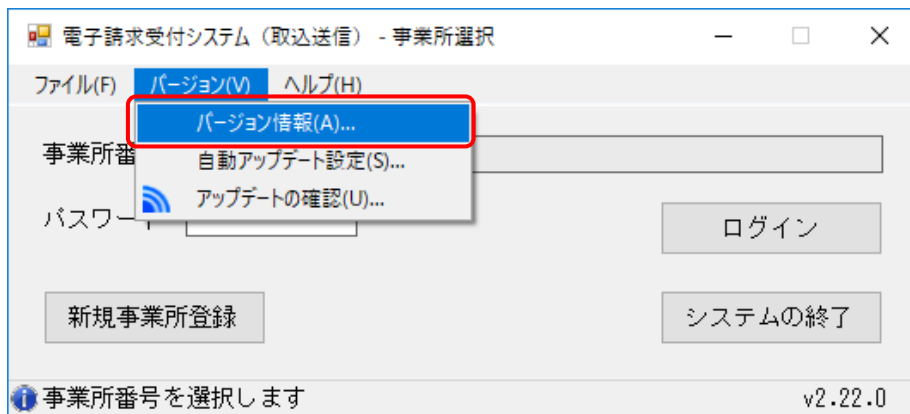 電子請求受付システム（取込送信） - 事業所選択
ファイル(F) バージョン(V) ヘルプ(H)
バージョン情報(A)...
事業所番
自動アップデート設定(S)...
アップデートの確認(U)...
パスワー
ログイン
新規事業所登録
システムの終了
事業所番号を選択します
v2.22.0